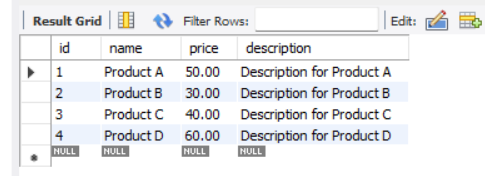 Result Grid Filter Rows: Edit:
id name price description
1 Product A 50.00 Description for Product A
2 Product B 30.00 Description for Product B
3 Product C 40.00 Description for Product C
4 Product D 60.00 Description for Product D
NULL NULL NULL NULL